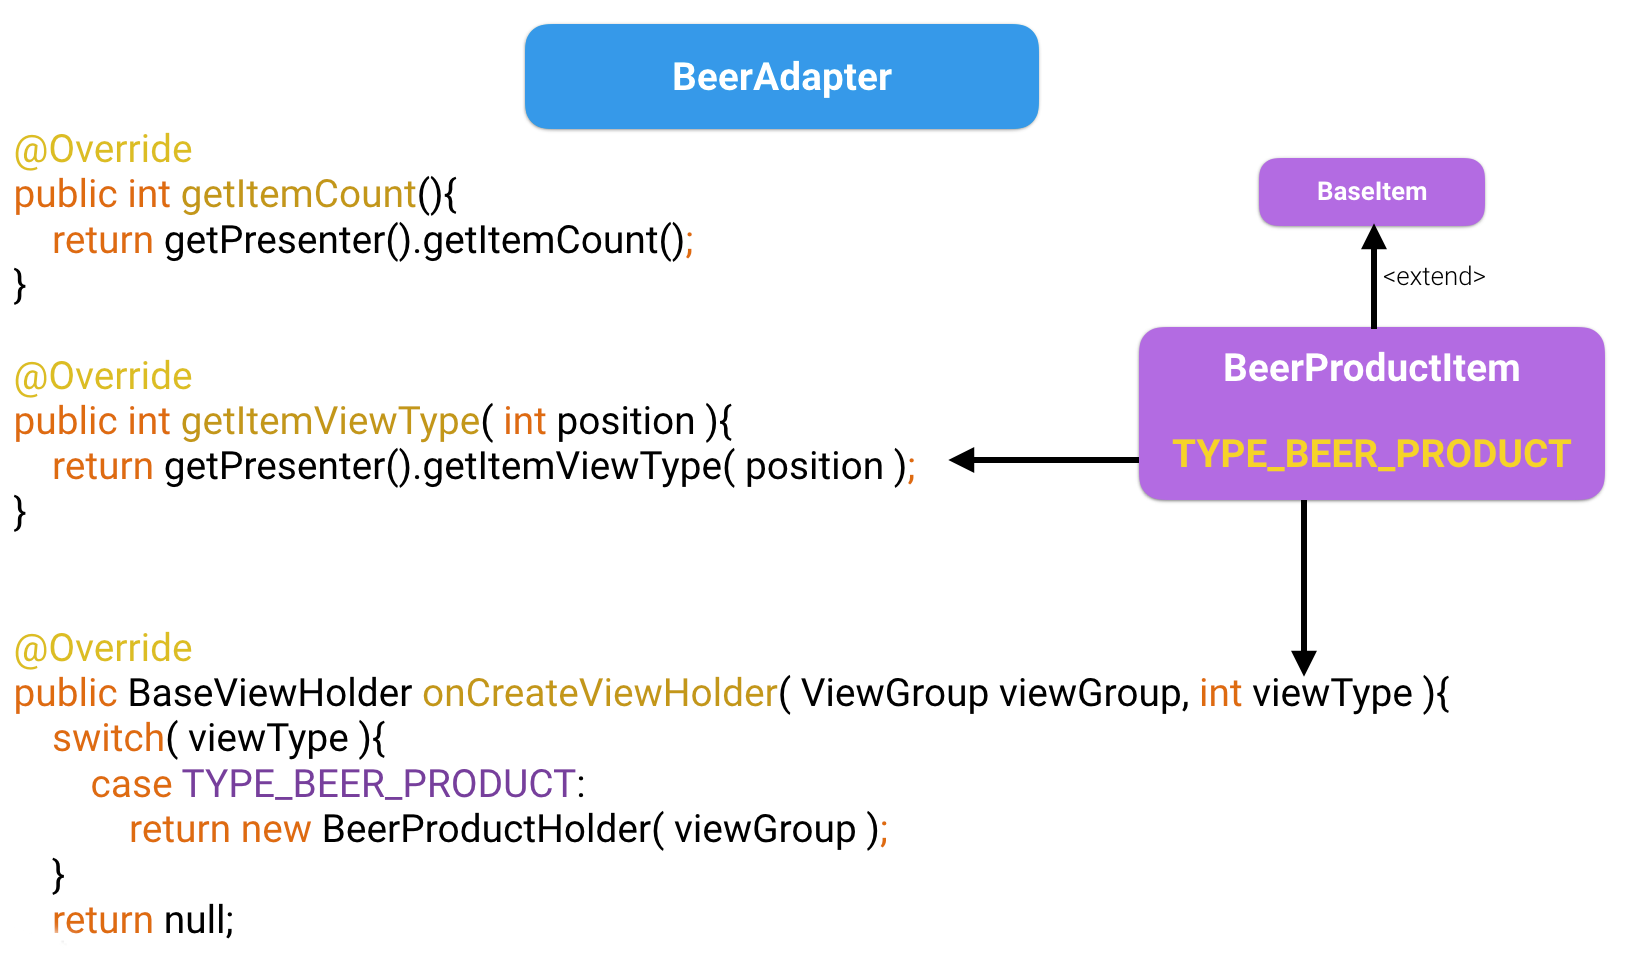 BeerAdapter
@Override
public int getItemCount(){
return getPresenter().getItemCount();
}
@Override
public int getItemViewType( int position ){
return getPresenter().getItemViewType( position );
}
@Override
public BaseViewHolder onCreateViewHolder( ViewGroup viewGroup, int viewType ){
switch( viewType ){
case TYPE_BEER_PRODUCT:
return new BeerProductHolder( viewGroup );
}
return null;
BaseItem
<extend>
BeerProductItem
TYPE_BEER_PRODUCT